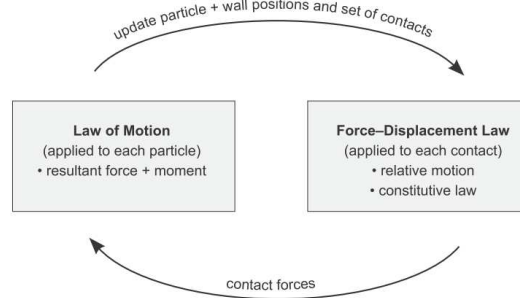 update particle + wall positions and set of contacts
Law of Motion
(applied to each particle)
• resultant force + moment
Force–Displacement Law
(applied to each contact)
• relative motion
• constitutive law
contact forces